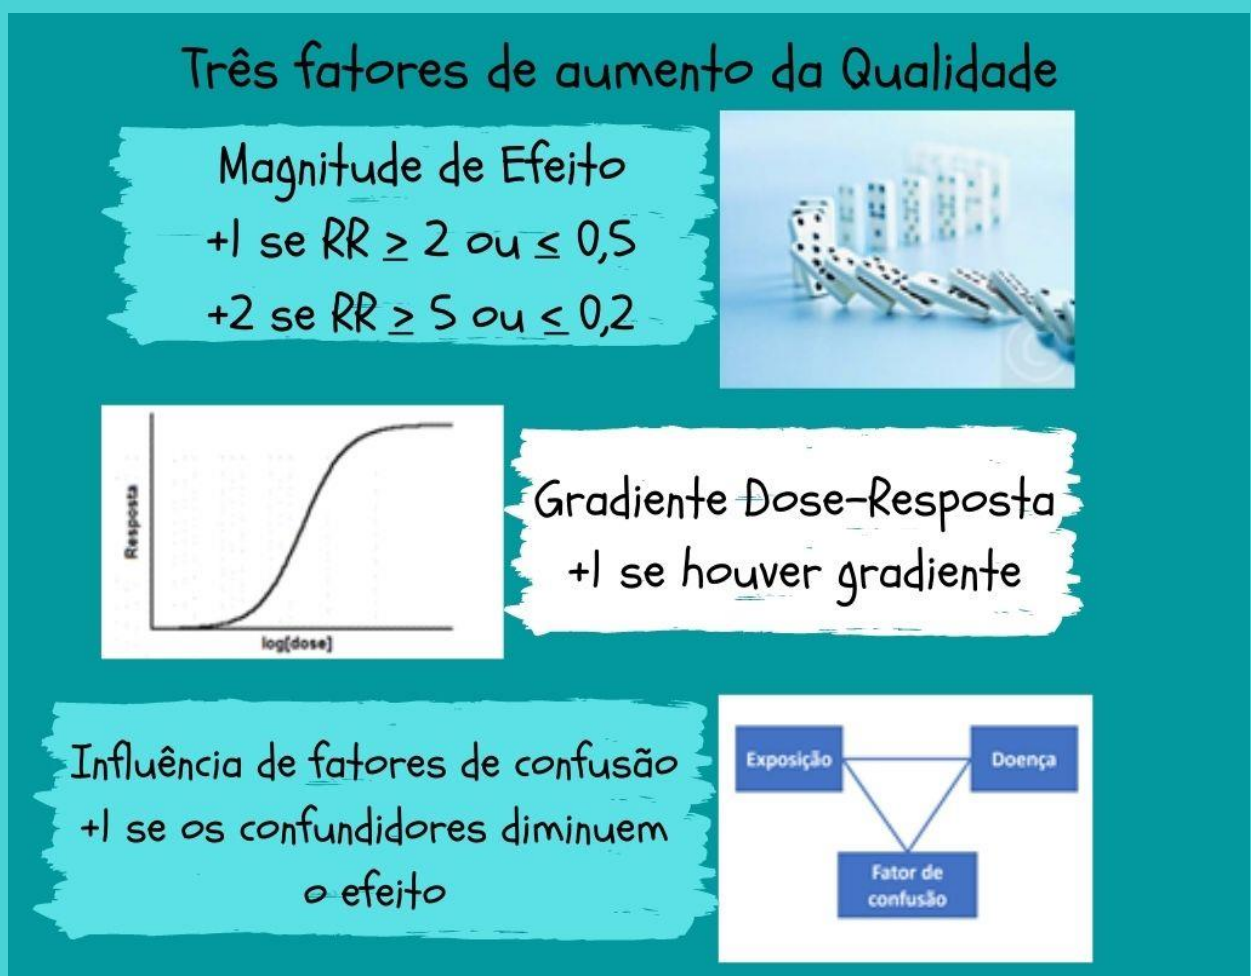 Três fatores de aumento da Qualidade
Magnitude de Efeito
+1 se RR ≥ 2 ou ≤ 0,5
+2 se RR ≥ 5 ou ≤ 0,2
Resposta
log[dose]
Gradiente Dose-Resposta
+1 se houver gradiente
Influência de fatores de confusão
+1 se os confundidores diminuem
o efeito
Exposição
Doença
Fator de
confusão